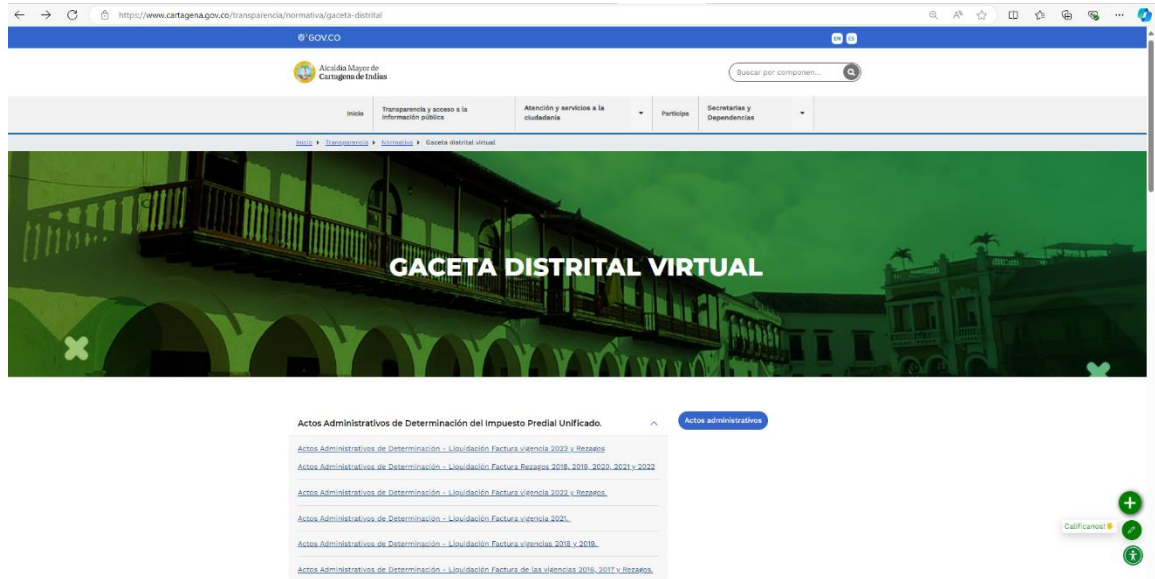 https://www.cartagena.gov.co/transparencia/normativa/gaceta-distrital
GOV.CO
EN ES
Alcaldía Mayor de
Cartagena de Indias
Buscar por componen...
Inicio
Transparencia y acceso a la
información pública
Atención y servicios a la
ciudadanía
Participa
Secretarías y
Dependencias
Inicio Transparencia Normativa Gaceta distrital virtual
GACETA DISTRITAL VIRTUAL
Actos Administrativos de Determinación del Impuesto Predial Unificado.
Actos administrativos
Actos Administrativos de Determinación - Liquidación Factura vigencia 2023 y Rezagos
Actos Administrativos de Determinación - Liquidación Factura Rezagos 2018, 2019, 2020, 2021 y 2022
Actos Administrativos de Determinación - Liquidación Factura vigencia 2022 y Rezagos.
Actos Administrativos de Determinación - Liquidación Factura vigencia 2021.
Actos Administrativos de Determinación - Liquidación Factura vigencias 2018 y 2019.
Actos Administrativos de Determinación - Liquidación Factura de las vigencias 2016, 2017 y Rezagos.
Calificanos!